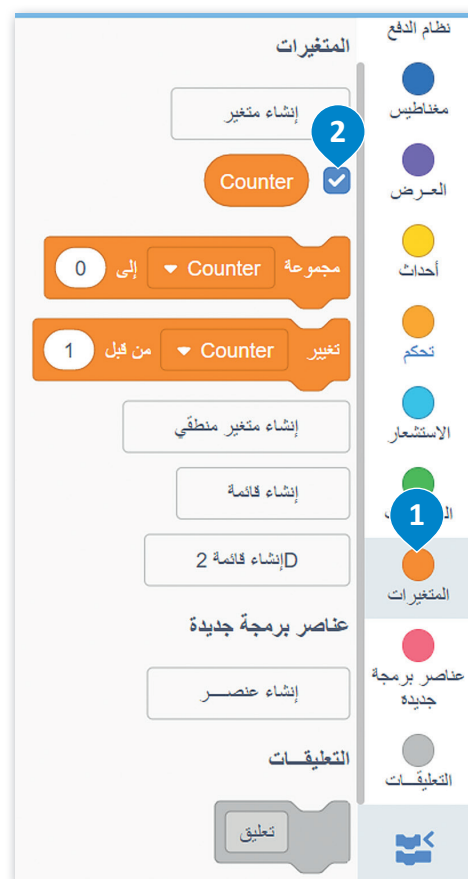 نظام الدفع
مغناطيس
العـرض
أحداث
تحكم
الاستشعار
1
المتغيرات
عناصر برمجة
جديدة
التعليقـــات
المتغيرات
إنشاء متغير
2
Counter
مجموعة Counter إلى 0
تغيير Counter من قبل 1
إنشاء متغير منطقي
إنشاء قائمة
إنشاء قائمة 2D
عناصر برمجة جديدة
إنشاء عنصـــر
التعليقـــات
تعليق